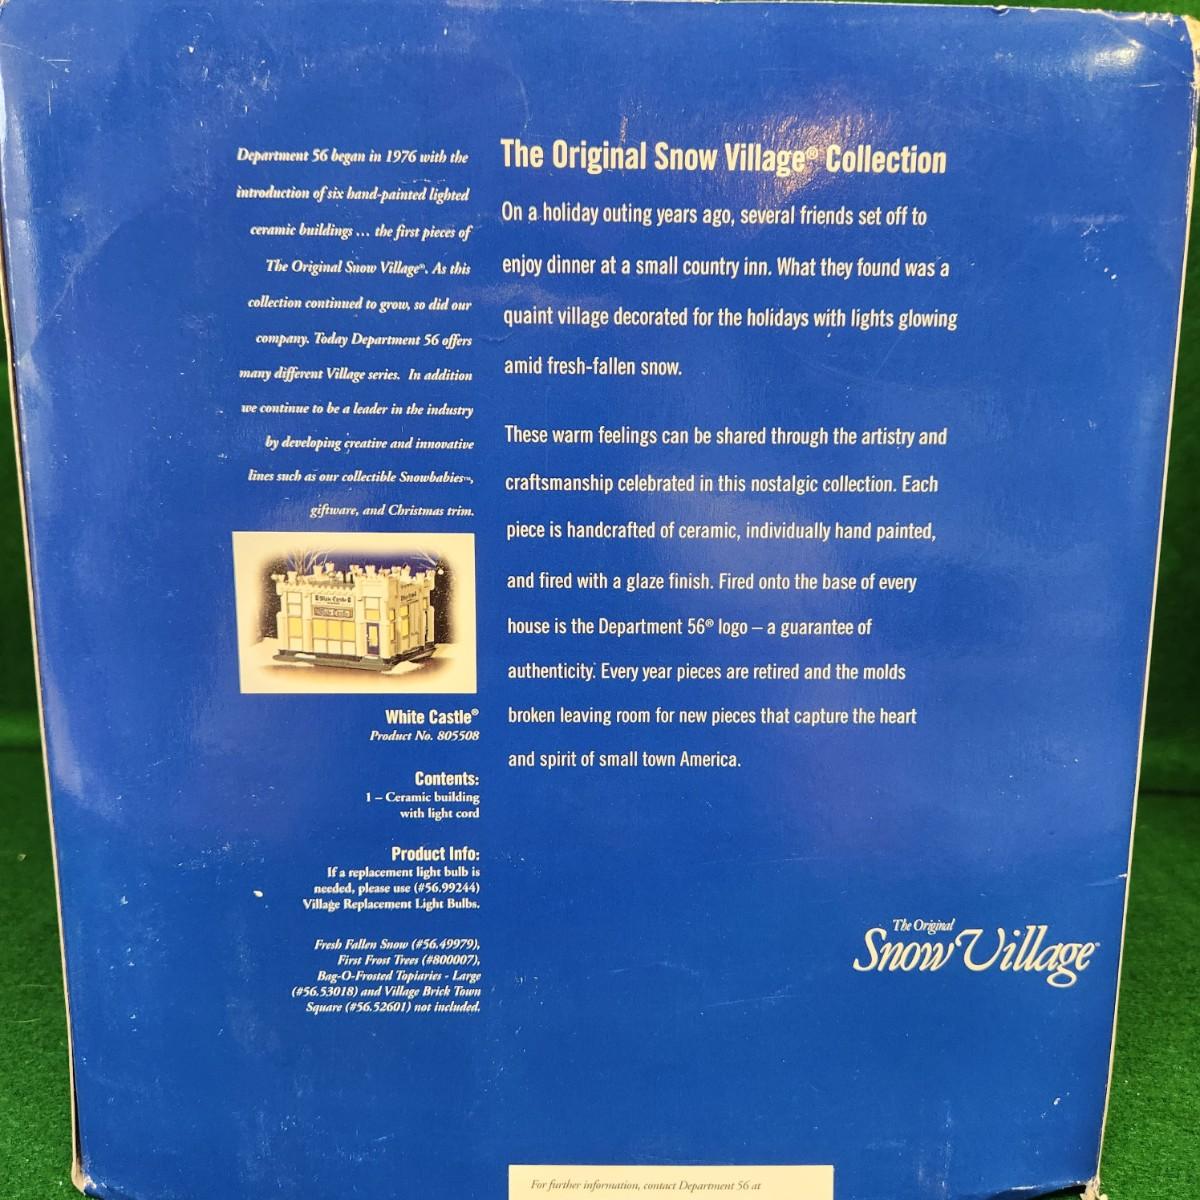 Department 56 began in 1976 with the
introduction of six hand-painted lighted
ceramic buildings ... the first pieces of
The Original Snow Village®. As this
collection continued to grow, so did our
company. Today Department 56 offers
many different Village series. In addition
we continue to be a leader in the industry
by developing creative and innovative
lines such as our collectible Snowbabies™,
giftware, and Christmas trim.
White Castle
White Castle
White Castle®
Product No. 805508
Contents:
1 – Ceramic building
with light cord
Product Info:
If a replacement light bulb is
needed, please use (#56.99244)
Village Replacement Light Bulbs.
Fresh Fallen Snow (#56.49979),
First Frost Trees (#800007),
Bag-O-Frosted Topiaries - Large
(#56.53018) and Village Brick Town
Square (#56.52601) not included.
The Original Snow Village® Collection
On a holiday outing years ago, several friends set off to
enjoy dinner at a small country inn. What they found was a
quaint village decorated for the holidays with lights glowing
amid fresh-fallen snow.
These warm feelings can be shared through the artistry and
craftsmanship celebrated in this nostalgic collection. Each
piece is handcrafted of ceramic, individually hand painted,
and fired with a glaze finish. Fired onto the base of every
house is the Department 56® logo – a guarantee of
authenticity. Every year pieces are retired and the molds
broken leaving room for new pieces that capture the heart
and spirit of small town America.
The Original
Snow Village
For further information, contact Department 56 at